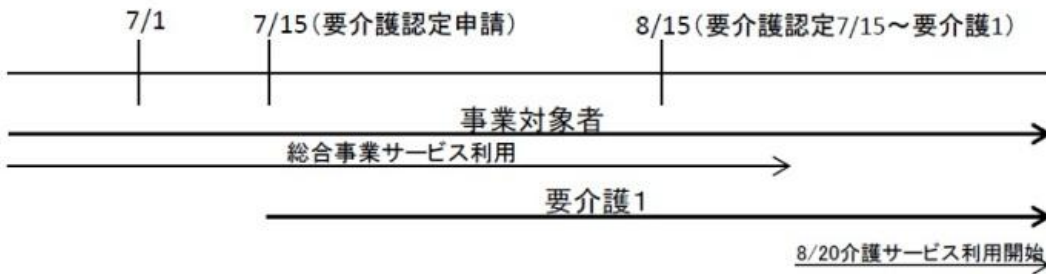 7/1
7/15(要介護認定申請)
8/15(要介護認定7/15～要介護1)
事業対象者
総合事業サービス利用
要介護1
8/20介護サービス利用開始